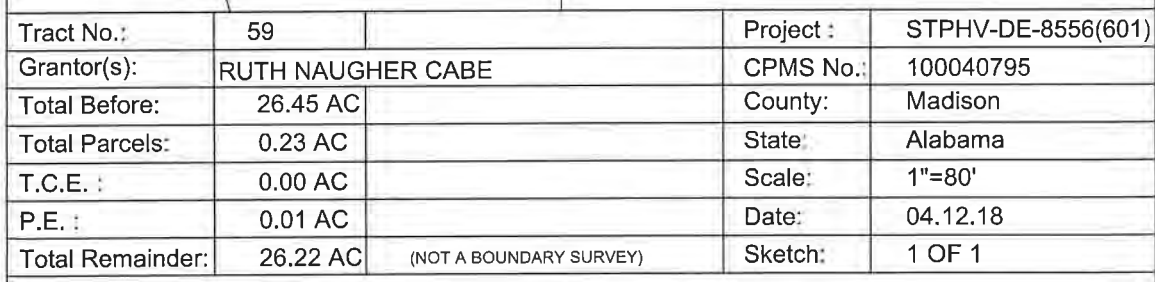 Tract No.: 59 Project : STPHV-DE-8556(601)
Grantor(s): RUTH NAUGHER CABE CPMS No.: 100040795
Total Before: 26.45 AC County: Madison
Total Parcels: 0.23 AC State: Alabama
T.C.E. : 0.00 AC Scale: 1"=80'
P.E. : 0.01 AC Date: 04.12.18
Total Remainder: 26.22 AC (NOT A BOUNDARY SURVEY) Sketch: 1 OF 1